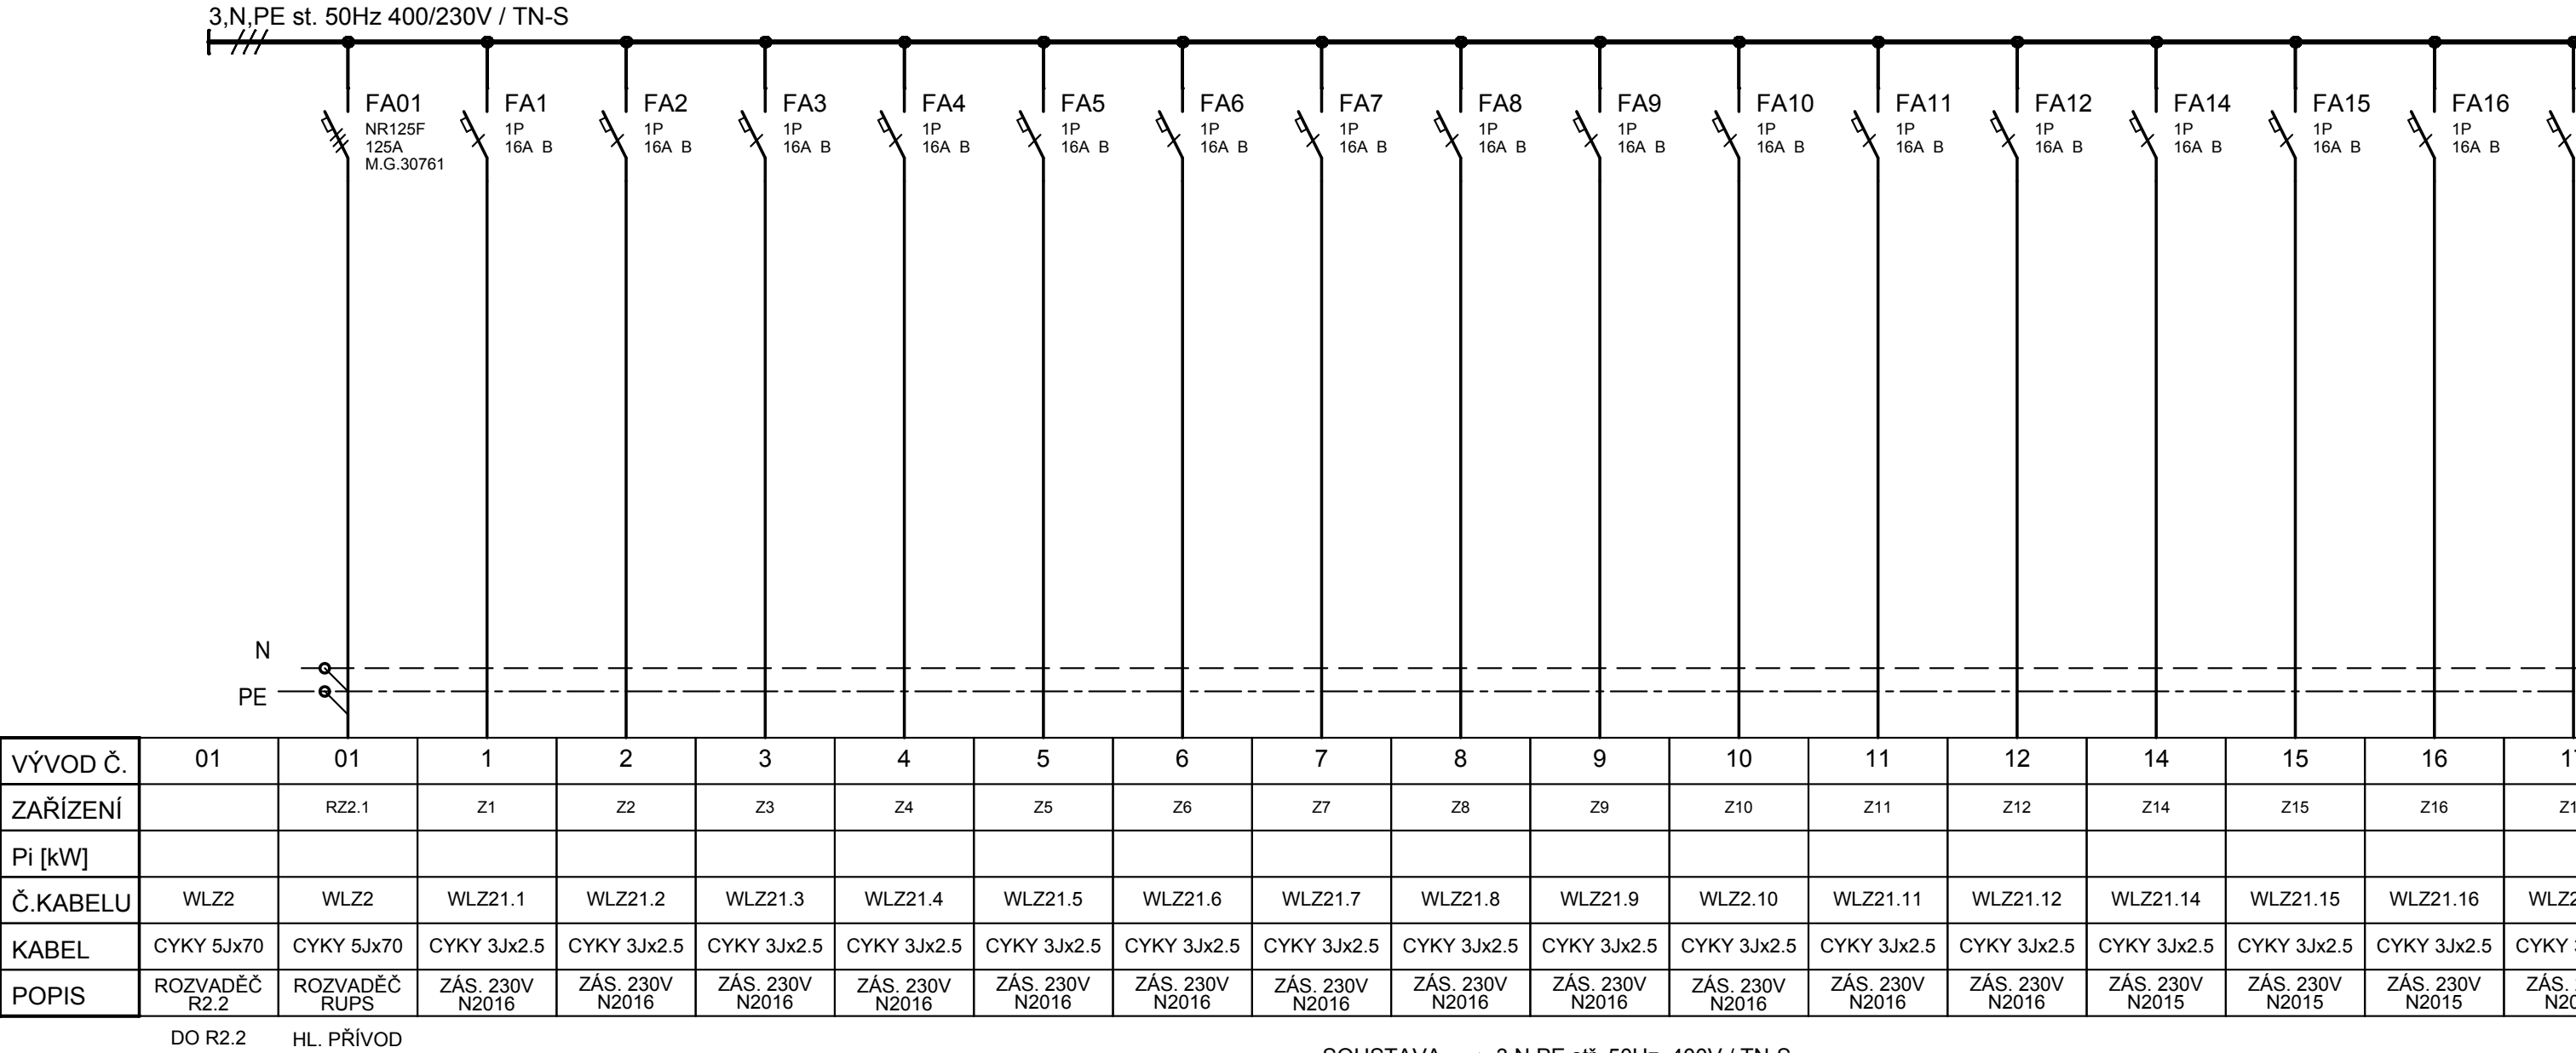 3,N,PE st. 50Hz 400/230V / TN-S
FA01 FA1 FA2 FA3 FA4 FA5 FA6 FA7 FA8 FA9 FA10 FA11 FA12 FA14 FA15 FA16
NR125F 1P 1P 1P 1P 1P 1P 1P 1P 1P 1P 1P 1P 1P 1P 1P
125A 16A B 16A B 16A B 16A B 16A B 16A B 16A B 16A B 16A B 16A B 16A B 16A B 16A B 16A B 16A B
M.G.30761
N
PE
VÝVOD Č. 01 01 1 2 3 4 5 6 7 8 9 10 11 12 14 15 16
ZAŘÍZENÍ RZ2.1 Z1 Z2 Z3 Z4 Z5 Z6 Z7 Z8 Z9 Z10 Z11 Z12 Z14 Z15 Z16
Pi [kW]
Č.KABELU WLZ2 WLZ2 WLZ21.1 WLZ21.2 WLZ21.3 WLZ21.4 WLZ21.5 WLZ21.6 WLZ21.7 WLZ21.8 WLZ21.9 WLZ2.10 WLZ21.11 WLZ21.12 WLZ21.14 WLZ21.15 WLZ21.16
KABEL CYKY 5Jx70 CYKY 5Jx70 CYKY 3Jx2.5 CYKY 3Jx2.5 CYKY 3Jx2.5 CYKY 3Jx2.5 CYKY 3Jx2.5 CYKY 3Jx2.5 CYKY 3Jx2.5 CYKY 3Jx2.5 CYKY 3Jx2.5 CYKY 3Jx2.5 CYKY 3Jx2.5 CYKY 3Jx2.5 CYKY 3Jx2.5 CYKY 3Jx2.5 CYKY 3Jx2.5 CYKY
POPIS ROZVADĚČ ROZVADĚČ ZÁS. 230V ZÁS. 230V ZÁS. 230V ZÁS. 230V ZÁS. 230V ZÁS. 230V ZÁS. 230V ZÁS. 230V ZÁS. 230V ZÁS. 230V ZÁS. 230V ZÁS. 230V ZÁS. 230V ZÁS. 230V ZÁS. 230V ZÁS.
R2.2 RUPS N2016 N2016 N2016 N2016 N2016 N2016 N2016 N2016 N2016 N2016 N2016 N2016 N2015 N2015 N2015
DO R2.2 HL. PŘÍVOD